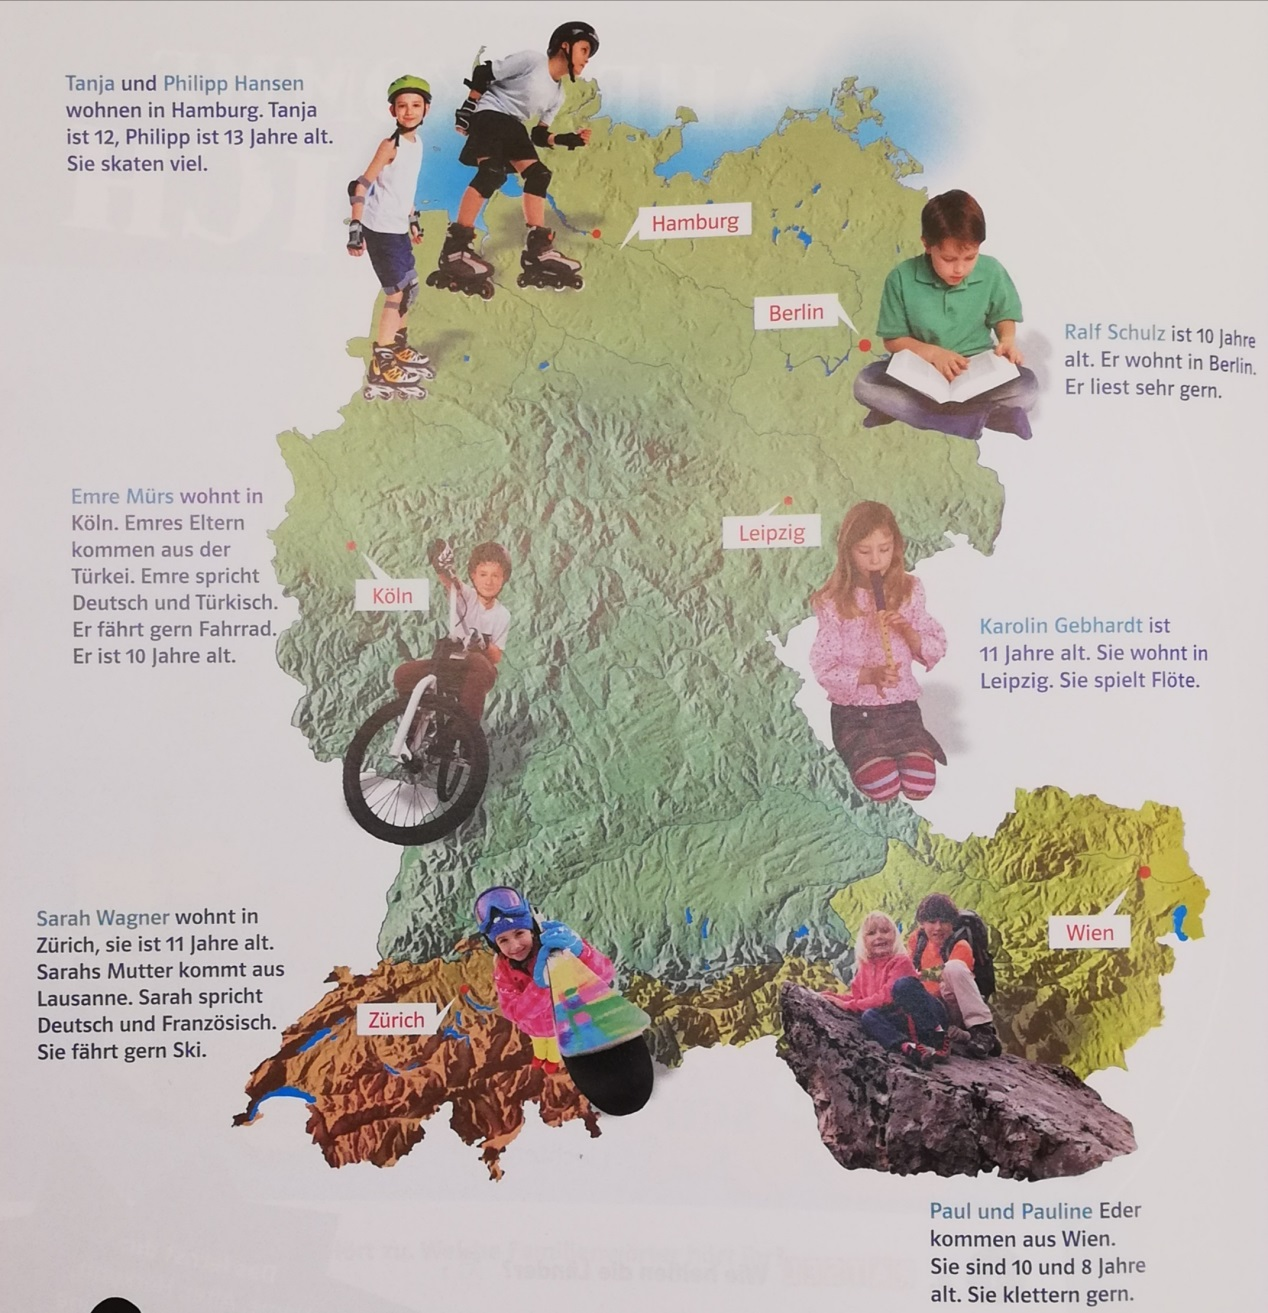 Tanja und Philipp Hansen
wohnen in Hamburg. Tanja
ist 12, Philipp ist 13 Jahre alt.
Sie skaten viel.
Hamburg
Berlin
Ralf Schulz ist 10 Jahre
alt. Er wohnt in Berlin.
Er liest sehr gern.
Emre Mürs wohnt in
Köln. Emres Eltern
kommen aus der
Türkei. Emre spricht
Deutsch und Türkisch.
Er fährt gern Fahrrad.
Er ist 10 Jahre alt.
Leipzig
Köln
Karolin Gebhardt ist
11 Jahre alt. Sie wohnt in
Leipzig. Sie spielt Flöte.
Sarah Wagner wohnt in
Zürich, sie ist 11 Jahre alt.
Sarahs Mutter kommt aus
Lausanne. Sarah spricht
Deutsch und Französisch.
Sie fährt gern Ski.
Wien
Zürich
Paul und Pauline Eder
kommen aus Wien.
Sie sind 10 und 8 Jahre
alt. Sie klettern gern.